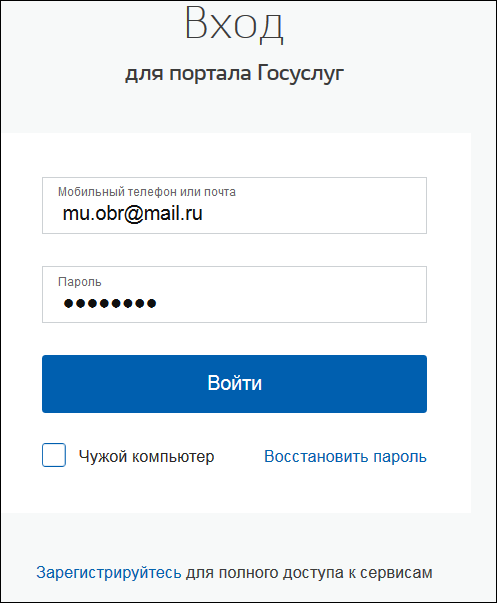 Вход
для портала Госуслуг
Мобильный телефон или почта
mu.obr@mail.ru
Пароль
●●●●●●●●
Войти
Чужой компьютер Восстановить пароль
Зарегистрируйтесь для полного доступа к сервисам